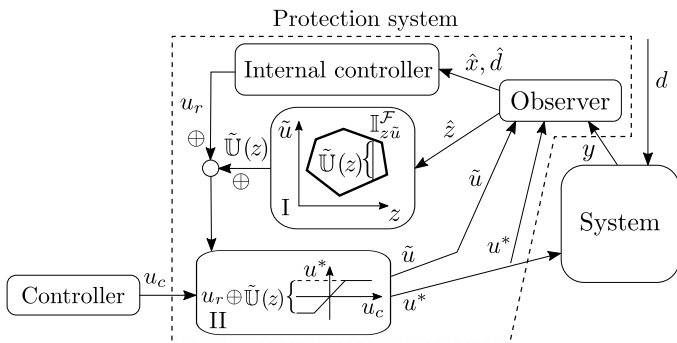 Protection system
Internal controller
x̂, d̂
d
Observer
u_r
⊕
Ũ(z)
⊕
ũ
𝕀^ℱ_{zũ}
Ũ(z)
I
z
ẑ
ũ
y
u*
System
Controller
u_c
u_r ⊕ Ũ(z)
u*
u_c
II
ũ
u*